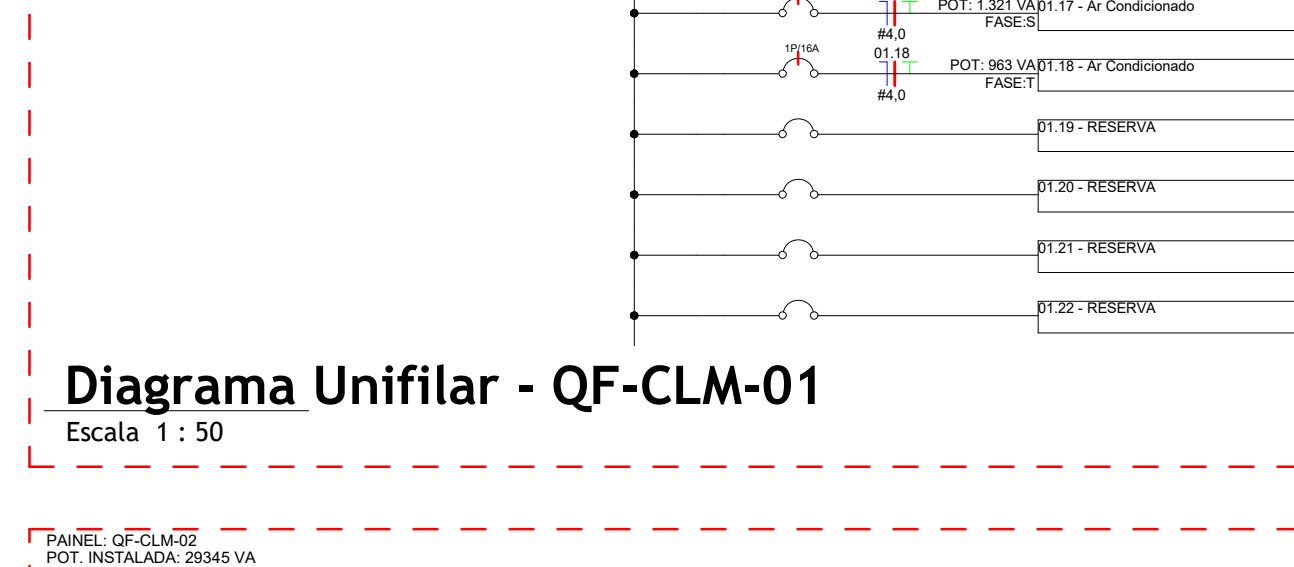 POT: 1.321 VA
01.17 - Ar Condicionado
FASE:S
#4,0
1P/16A
01.18
POT: 963 VA
01.18 - Ar Condicionado
FASE:T
#4,0
01.19 - RESERVA
01.20 - RESERVA
01.21 - RESERVA
01.22 - RESERVA
Diagrama Unifilar - QF-CLM-01
Escala 1 : 50
PAINEL: QF-CLM-02
POT. INSTALADA: 29345 VA